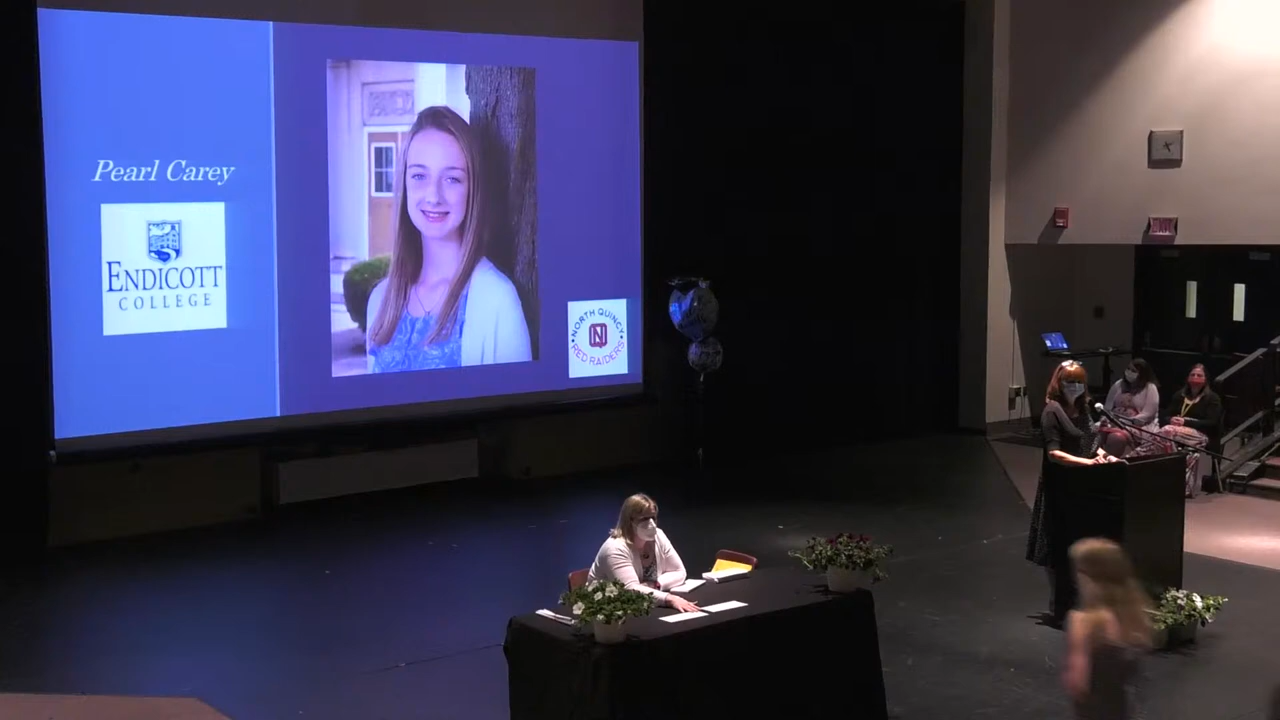 Pearl Carey
ENDICOTT
COLLEGE
NORTH QUINCY
N
RED RAIDERS